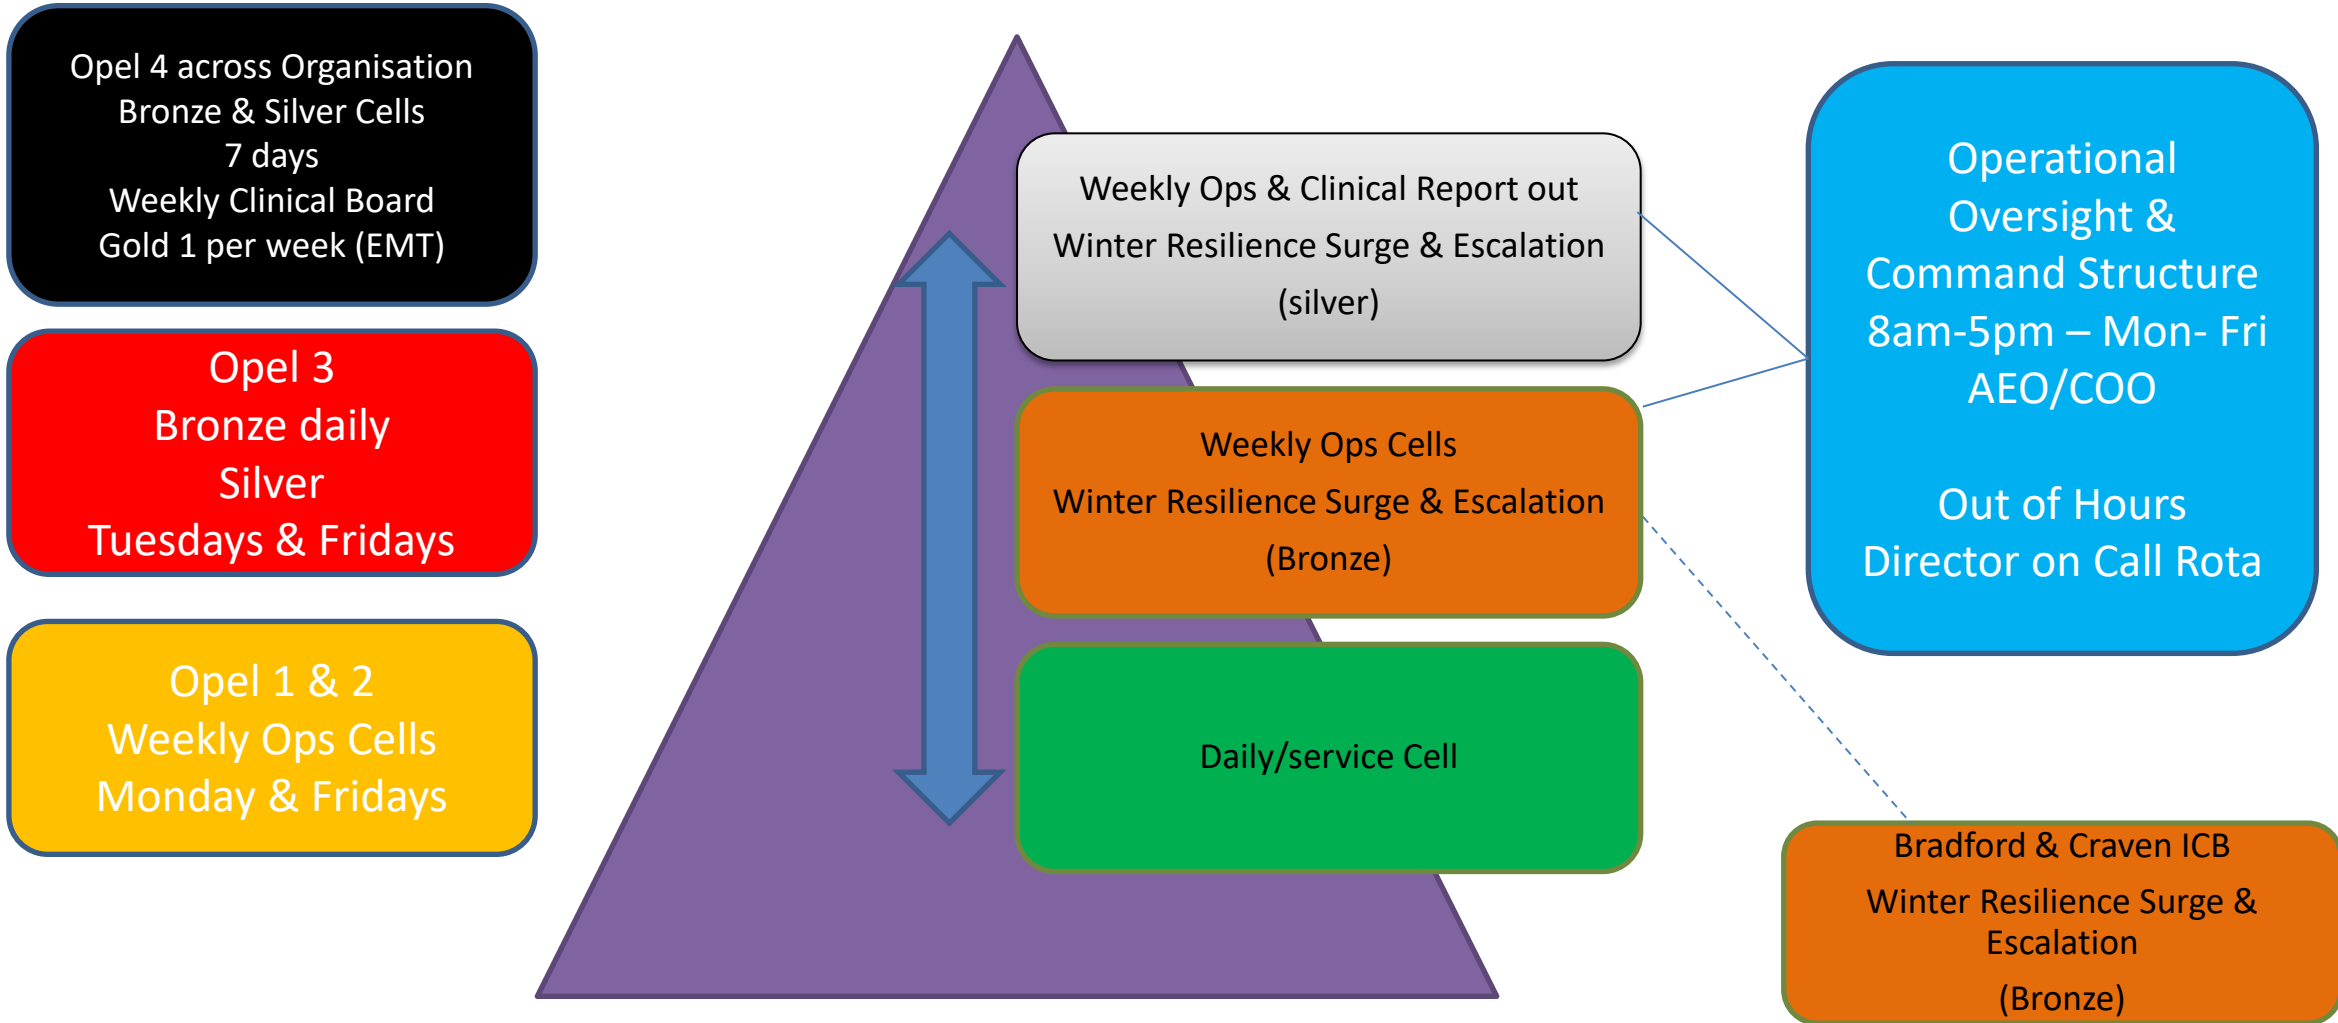 Opel 4 across Organisation
Bronze & Silver Cells
7 days
Weekly Clinical Board
Gold 1 per week (EMT)
Opel 3
Bronze daily
Silver
Tuesdays & Fridays
Opel 1 & 2
Weekly Ops Cells
Monday & Fridays
Weekly Ops & Clinical Report out
Winter Resilience Surge & Escalation
(silver)
Weekly Ops Cells
Winter Resilience Surge & Escalation
(Bronze)
Daily/service Cell
Operational
Oversight &
Command Structure
8am-5pm – Mon- Fri
AEO/COO
Out of Hours
Director on Call Rota
Bradford & Craven ICB
Winter Resilience Surge &
Escalation
(Bronze)